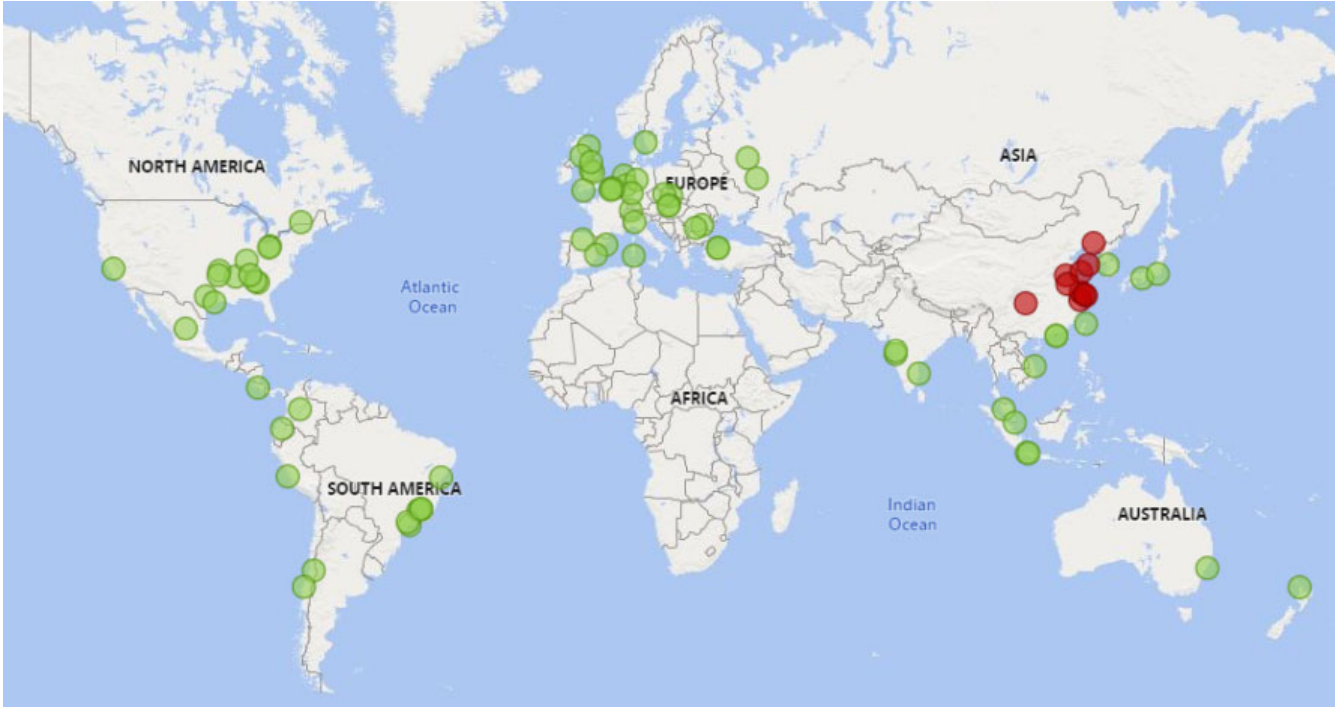 NORTH AMERICA
ASIA
EUROPE
Atlantic
Ocean
AFRICA
SOUTH AMERICA
Indian
Ocean
AUSTRALIA